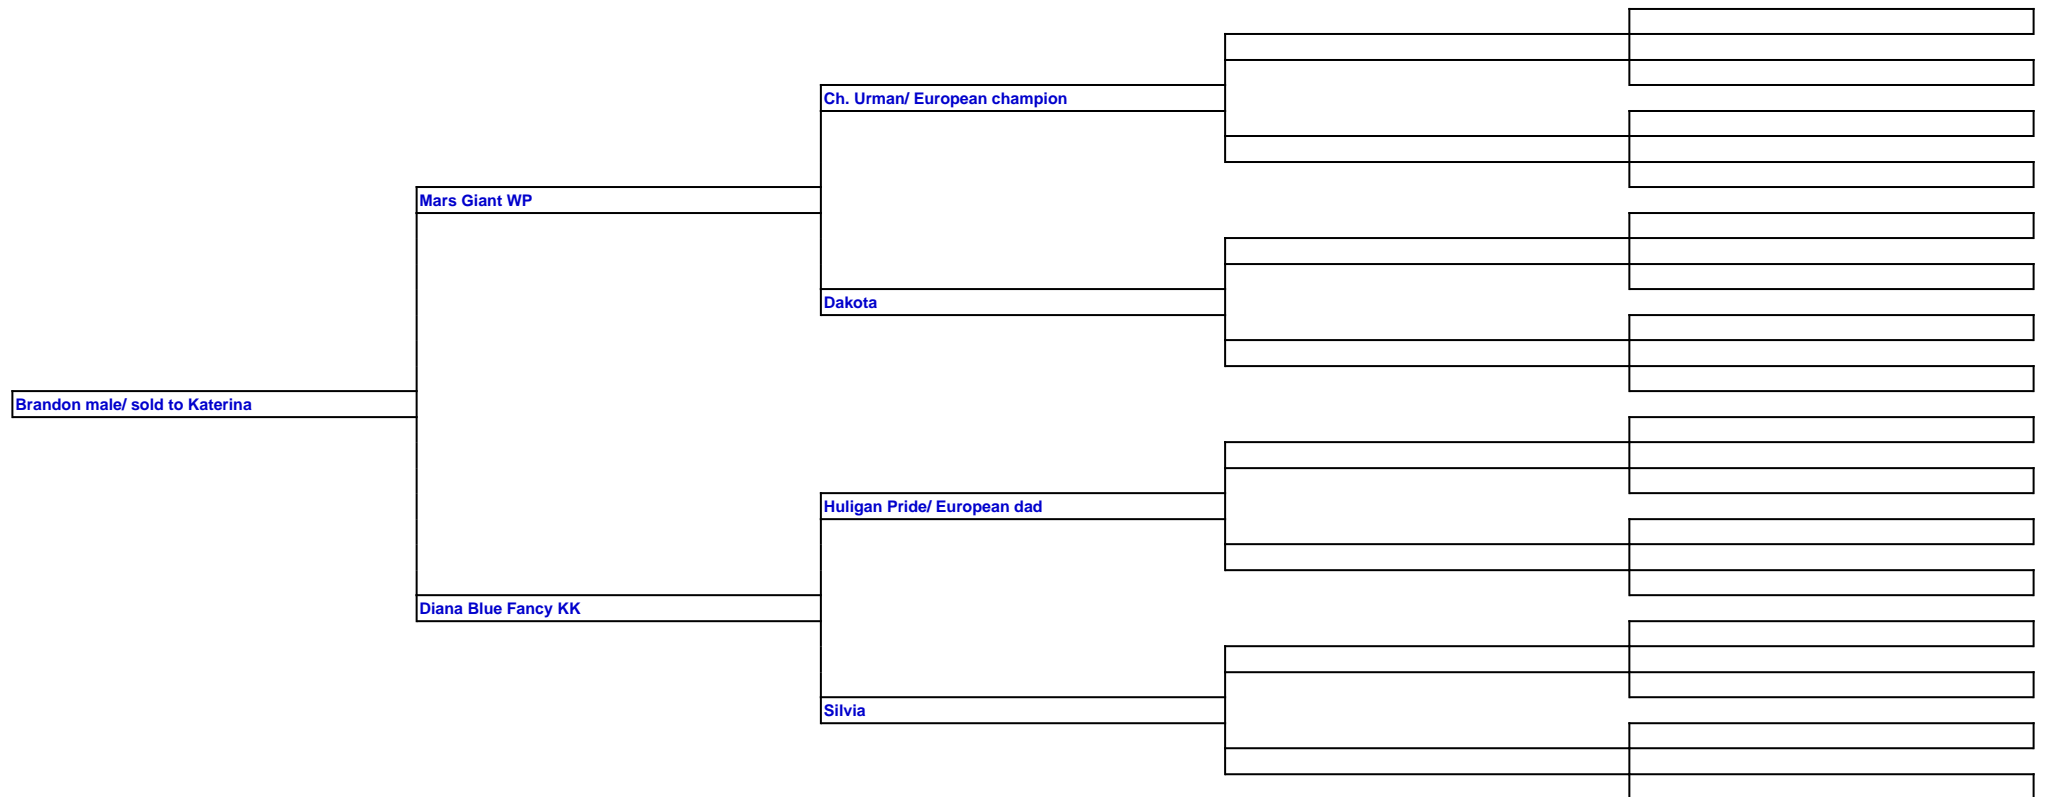 Ch. Urman/ European champion
Mars Giant WP
Dakota
Brandon male/ sold to Katerina
Huligan Pride/ European dad
Diana Blue Fancy KK
Silvia